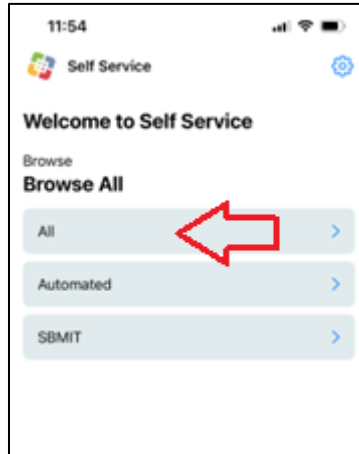 11:54
Self Service
Welcome to Self Service
Browse
Browse All
All
Automated
SBMIT